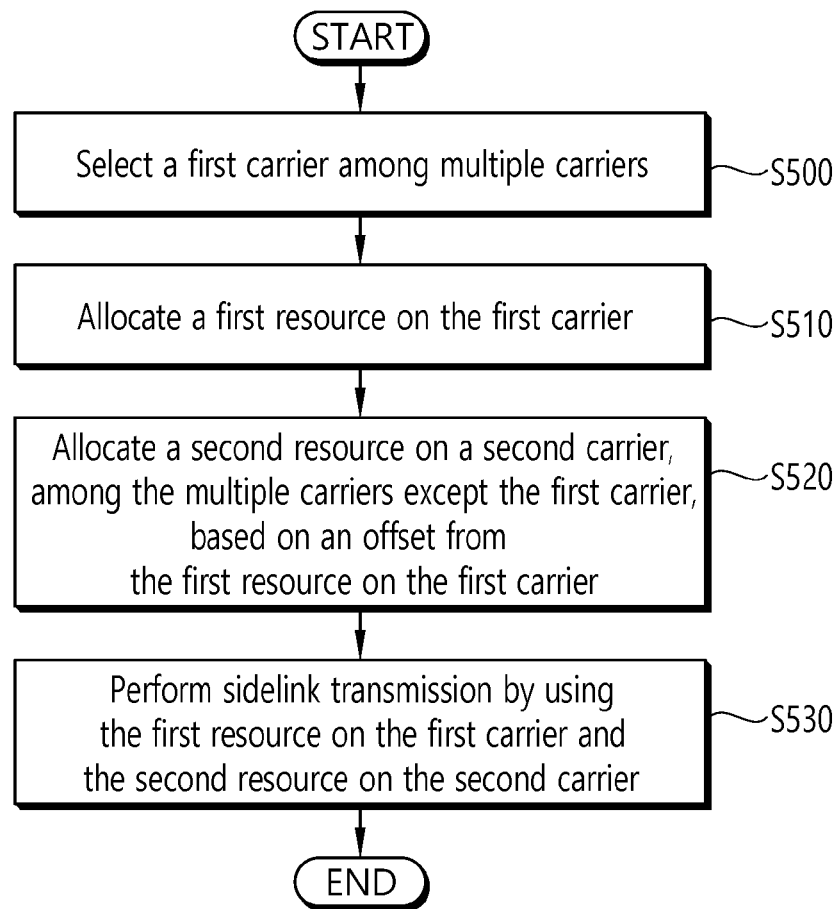 START
Select a first carrier among multiple carriers
S500
Allocate a first resource on the first carrier
S510
Allocate a second resource on a second carrier,
among the multiple carriers except the first carrier,
based on an offset from
the first resource on the first carrier
S520
Perform sidelink transmission by using
the first resource on the first carrier and
the second resource on the second carrier
S530
END